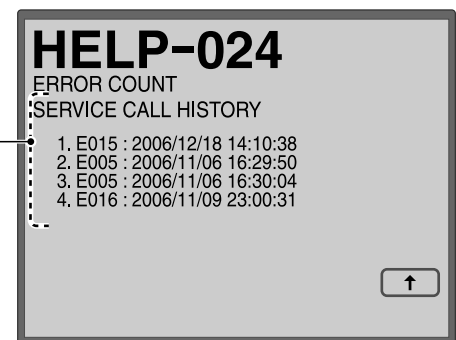 HELP-024
ERROR COUNT
SERVICE CALL HISTORY
1. E015 : 2006/12/18 14:10:38
2. E005 : 2006/11/06 16:29:50
3. E005 : 2006/11/06 16:30:04
4. E016 : 2006/11/09 23:00:31
↑